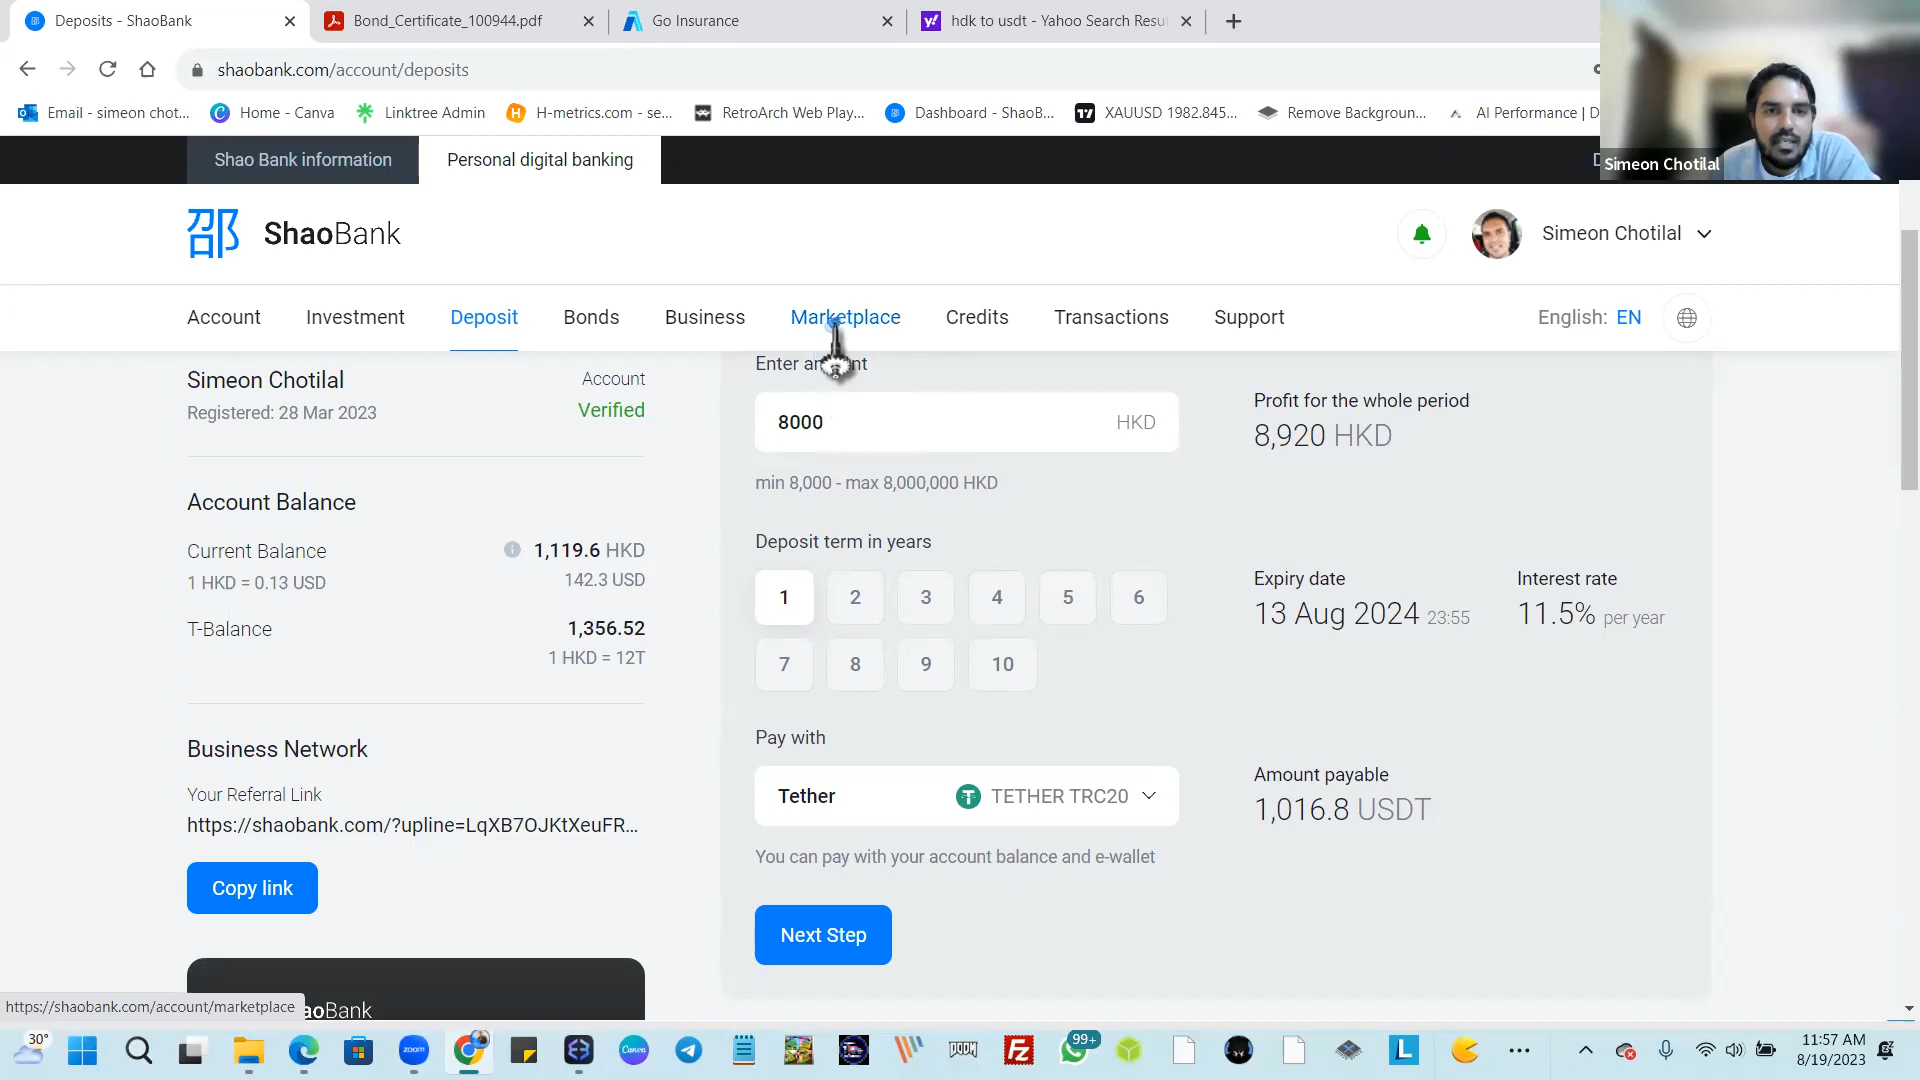 Deposits - ShaoBank
Bond_Certificate_100944.pdf
Go Insurance
hdk to usdt - Yahoo Search Resu
shaobank.com/account/deposits
Email - simeon chot...
Home - Canva
Linktree Admin
H-metrics.com - se...
RetroArch Web Play...
Dashboard - ShaoB...
XAUUSD 1982.845...
Remove Backgroun...
AI Performance | D
Simeon Chotilal
Shao Bank information
Personal digital banking
邵 ShaoBank
Simeon Chotilal
Account
Investment
Deposit
Bonds
Business
Marketplace
Credits
Transactions
Support
English: EN
Simeon Chotilal
Registered: 28 Mar 2023
Account
Verified
Account Balance
Current Balance
1,119.6 HKD
1 HKD = 0.13 USD
142.3 USD
T-Balance
1,356.52
1 HKD = 12T
Business Network
Your Referral Link
https://shaobank.com/?upline=LqXB7OJKtXeuFR...
Copy link
ShaoBank
8000 HKD
min 8,000 - max 8,000,000 HKD
Profit for the whole period
8,920 HKD
Deposit term in years
1 2 3 4 5 6
7 8 9 10
Expiry date
13 Aug 2024 23:55
Interest rate
11.5% per year
Pay with
Tether
TETHER TRC20
You can pay with your account balance and e-wallet
Amount payable
1,016.8 USDT
Next Step
https://shaobank.com/account/marketplace
30°
zoom
Canva
DOOM
FZ
99+
L
11:57 AM
8/19/2023